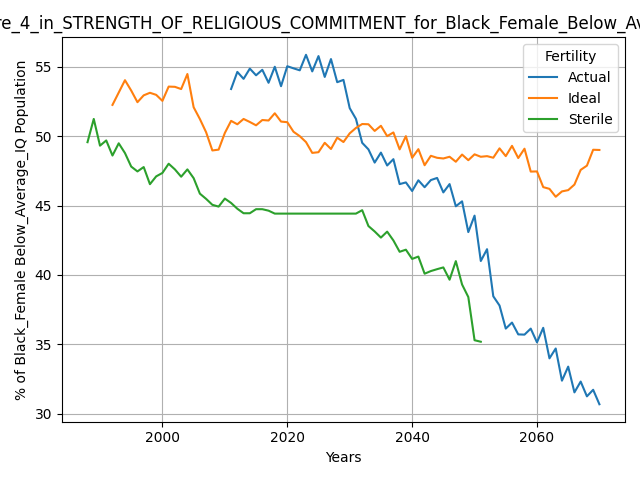 re_4_in_STRENGTH_OF_RELIGIOUS_COMMITMENT_for_Black_Female_Below_Av
Fertility
Actual
Ideal
Sterile
% of Black_Female Below_Average_IQ Population
55
50
45
40
35
30
2000
2020
2040
2060
Years